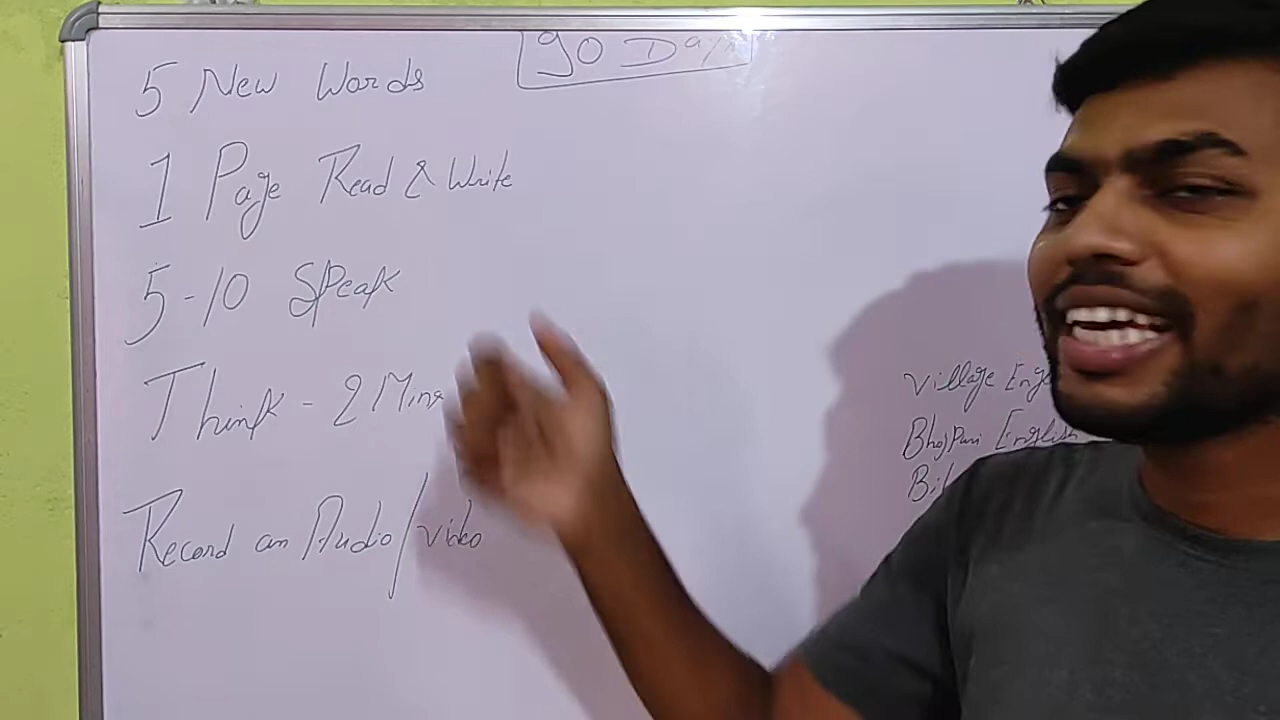 90 Days
5 New Words
1 Page Read & Write
5-10 Speak
Think - 2 Mins
Record an Audio/video
Village
Bhojpuri English